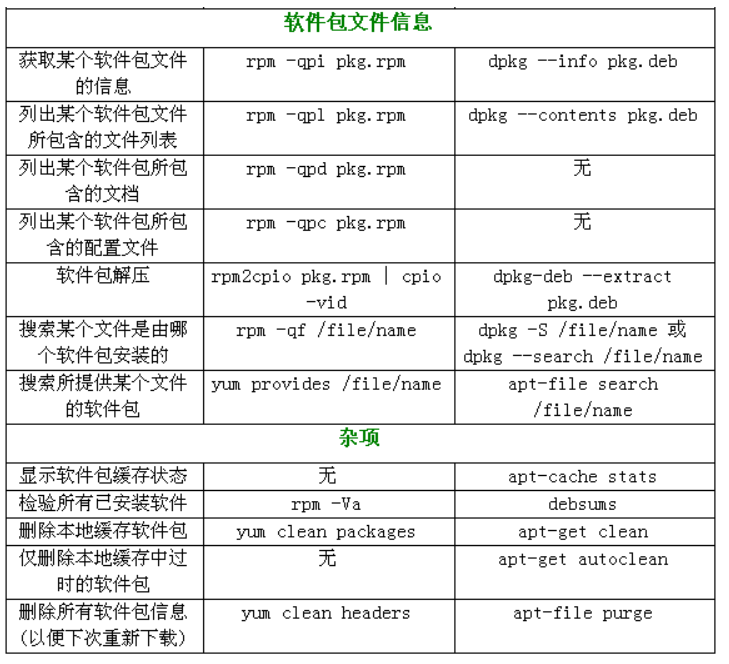 软件包文件信息
获取某个软件包文件 rpm -qpi pkg.rpm dpkg --info pkg.deb
的信息
列出某个软件包文件 rpm -qpl pkg.rpm dpkg --contents pkg.deb
所包含的文件列表
列出某个软件包所包 rpm -qpd pkg.rpm 无
含的文档
列出某个软件包所包 rpm -qpc pkg.rpm 无
含的配置文件
软件包解压 rpm2cpio pkg.rpm | cpio dpkg-deb --extract
-vid pkg.deb
搜索某个文件是由哪 rpm -qf /file/name dpkg -S /file/name 或
个软件包安装的 dpkg --search /file/name
搜索所提供某个文件 yum provides /file/name apt-file search
的软件包 /file/name
杂项
显示软件包缓存状态 无 apt-cache stats
检验所有已安装软件 rpm -Va debsums
删除本地缓存软件包 yum clean packages apt-get clean
仅删除本地缓存中过 无 apt-get autoclean
时的软件包
删除所有软件包信息 yum clean headers apt-file purge
(以便下次重新下载)